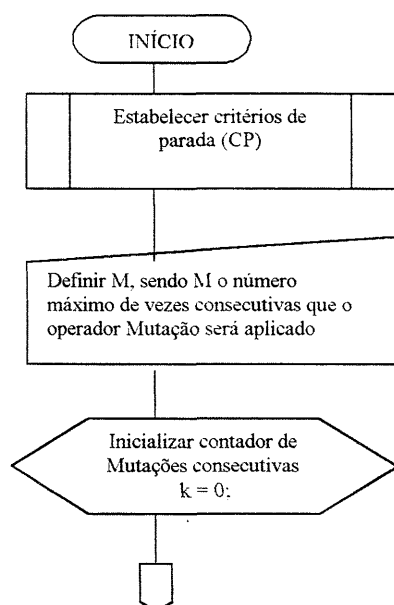 INÍCIO
Estabelecer critérios de
parada (CP)
Definir M, sendo M o número
máximo de vezes consecutivas que o
operador Mutação será aplicado
Inicializar contador de
Mutações consecutivas
k = 0;